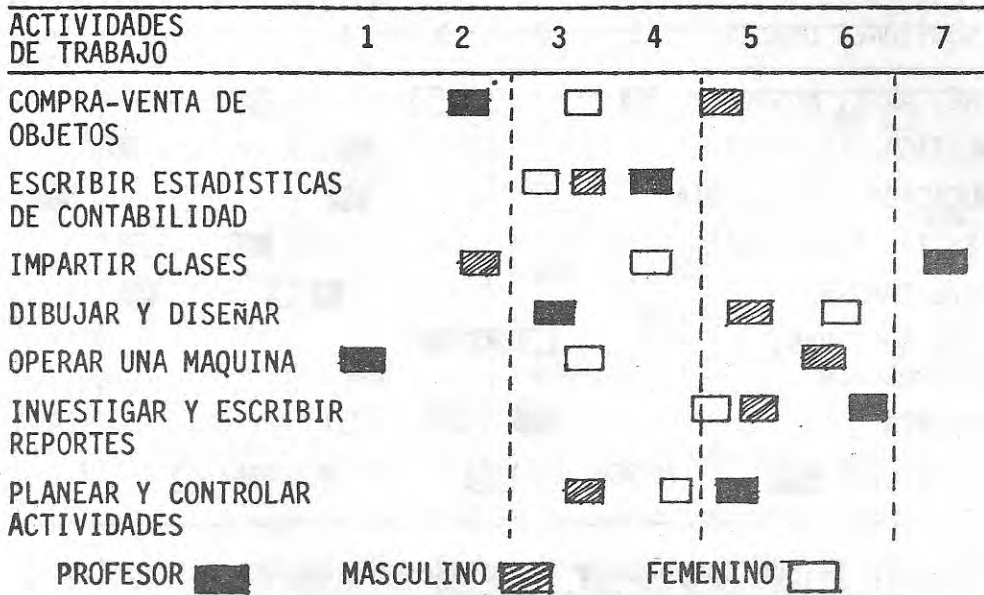 ACTIVIDADES
DE TRABAJO 1 2 3 4 5 6 7
COMPRA-VENTA DE
OBJETOS
ESCRIBIR ESTADISTICAS
DE CONTABILIDAD
IMPARTIR CLASES
DIBUJAR Y DISEÑAR
OPERAR UNA MAQUINA
INVESTIGAR Y ESCRIBIR
REPORTES
PLANEAR Y CONTROLAR
ACTIVIDADES
PROFESOR MASCULINO FEMENINO